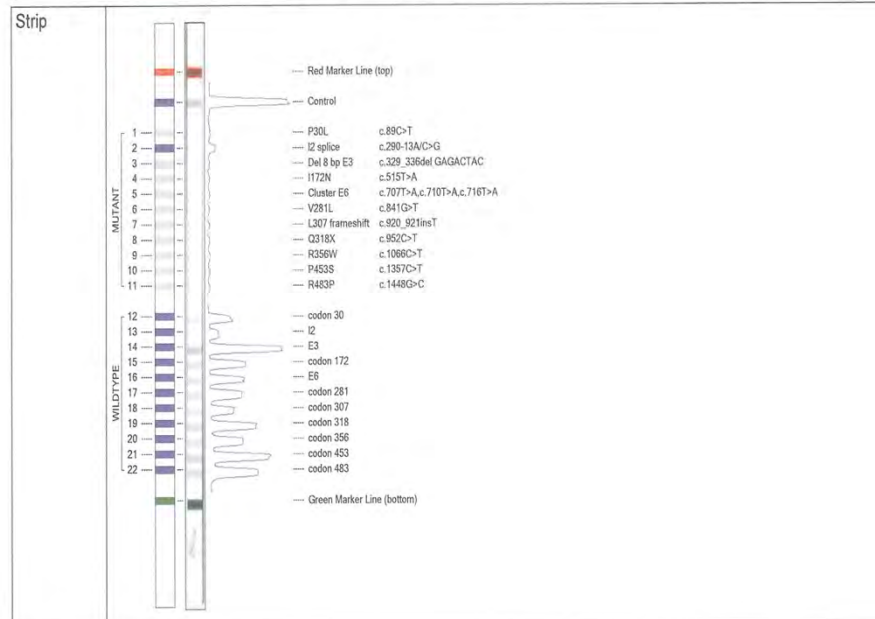 Strip
Red Marker Line (top)
Control
1 P30L c.89C>T
2 I2 splice c.290-13A/C>G
3 Del 8 bp E3 c.329_336del GAGACTAC
4 I172N c.515T>A
5 Cluster E6 c.707T>A,c.710T>A,c.716T>A
6 V281L c.841G>T
7 L307 frameshift c.920_921insT
8 Q318X c.952C>T
9 R356W c.1066C>T
10 P453S c.1357C>T
11 R483P c.1448G>C
MUTANT
12 codon 30
13 I2
14 E3
15 codon 172
16 E6
17 codon 281
18 codon 307
19 codon 318
20 codon 356
21 codon 453
22 codon 483
WILDTYPE
Green Marker Line (bottom)